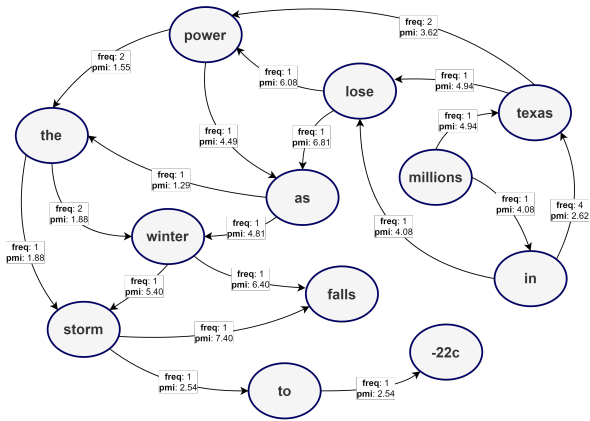 power
freq: 2
pmi: 3.62
freq: 2
pmi: 1.55
freq: 1
pmi: 6.08
freq: 1
pmi: 4.94
lose
texas
freq: 1
pmi: 4.94
the
freq: 1
pmi: 4.49
freq: 1
pmi: 6.81
millions
freq: 1
pmi: 1.29
as
freq: 1
pmi: 4.08
freq: 4
pmi: 2.62
freq: 2
pmi: 1.88
freq: 1
pmi: 4.81
freq: 1
pmi: 4.08
winter
freq: 1
pmi: 1.88
in
freq: 1
pmi: 5.40
freq: 1
pmi: 6.40
falls
storm
freq: 1
pmi: 7.40
-22c
freq: 1
pmi: 2.54
to
freq: 1
pmi: 2.54